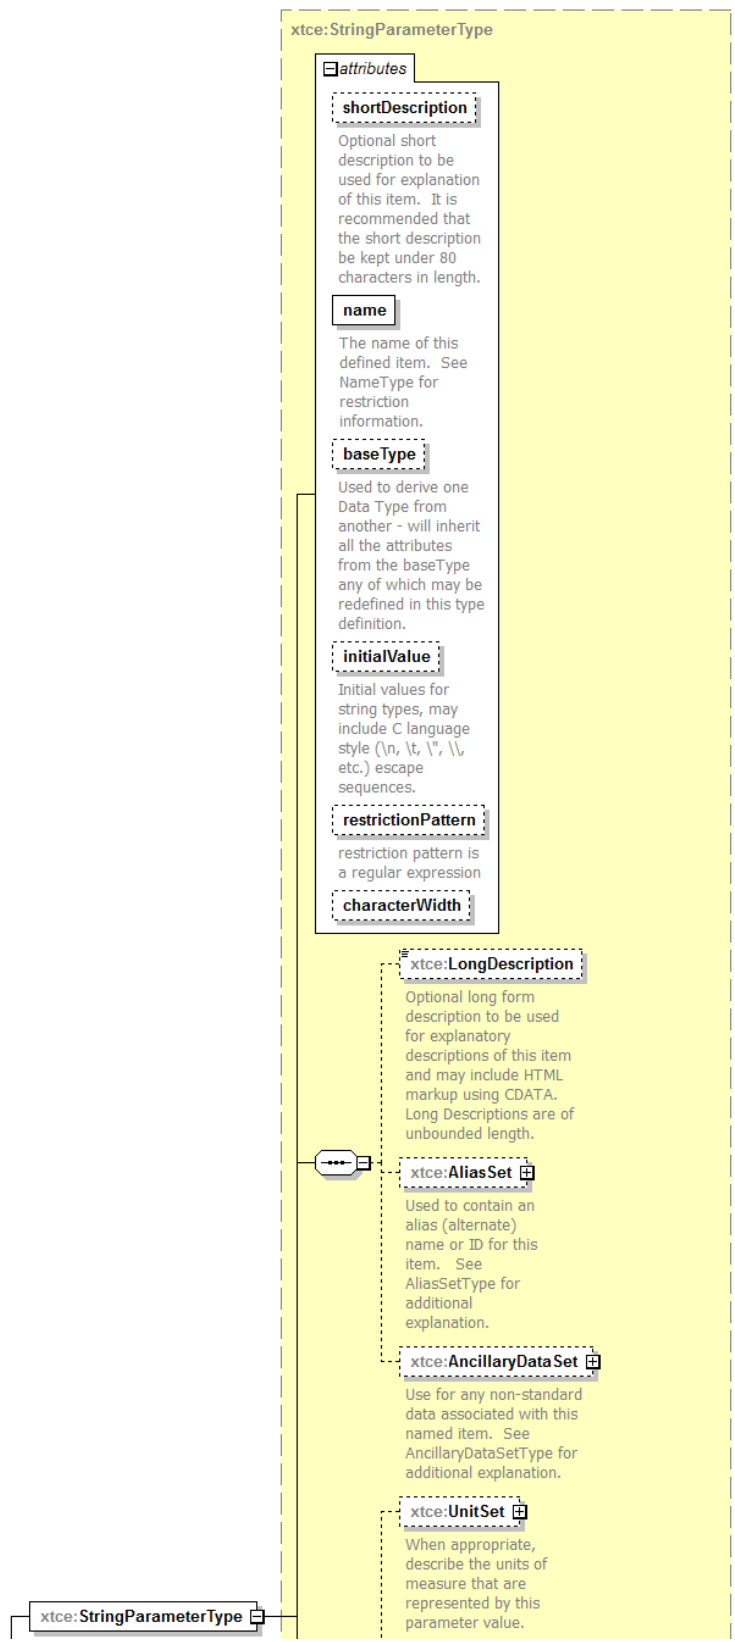 xtce:StringParameterType
attributes
shortDescription
Optional short
description to be
used for explanation
of this item.  It is
recommended that
the short description
be kept under 80
characters in length.
name
The name of this
defined item.  See
NameType for
restriction
information.
baseType
Used to derive one
Data Type from
another - will inherit
all the attributes
from the baseType
any of which may be
redefined in this type
definition.
initialValue
Initial values for
string types, may
include C language
style (\n, \t, \", \\,
etc.) escape
sequences.
restrictionPattern
restriction pattern is
a regular expression
characterWidth
xtce:LongDescription
Optional long form
description to be used
for explanatory
descriptions of this item
and may include HTML
markup using CDATA.
Long Descriptions are of
unbounded length.
xtce:AliasSet
Used to contain an
alias (alternate)
name or ID for this
item.   See
AliasSetType for
additional
explanation.
xtce:AncillaryDataSet
Use for any non-standard
data associated with this
named item.  See
AncillaryDataSetType for
additional explanation.
xtce:UnitSet
When appropriate,
describe the units of
measure that are
represented by this
parameter value.
xtce:StringParameterType